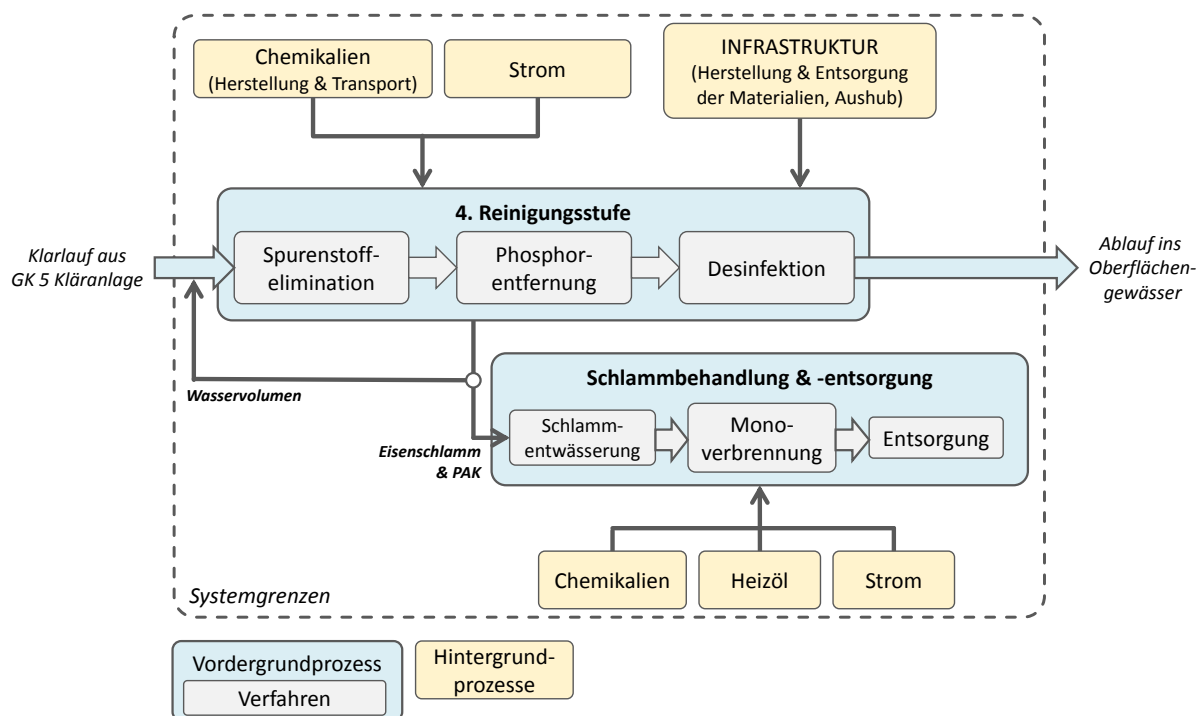 Chemikalien
(Herstellung & Transport)
Strom
INFRASTRUKTUR
(Herstellung & Entsorgung
der Materialien, Aushub)
4. Reinigungsstufe
Klarlauf aus
GK 5 Kläranlage
Spurenstoff-
elimination
Phosphor-
entfernung
Desinfektion
Ablauf ins
Oberflächen-
gewässer
Wasservolumen
Schlammbehandlung & -entsorgung
Eisenschlamm
& PAK
Schlamm-
entwässerung
Mono-
verbrennung
Entsorgung
Chemikalien
Heizöl
Strom
Systemgrenzen
Vordergrundprozess
Verfahren
Hintergrund-
prozesse